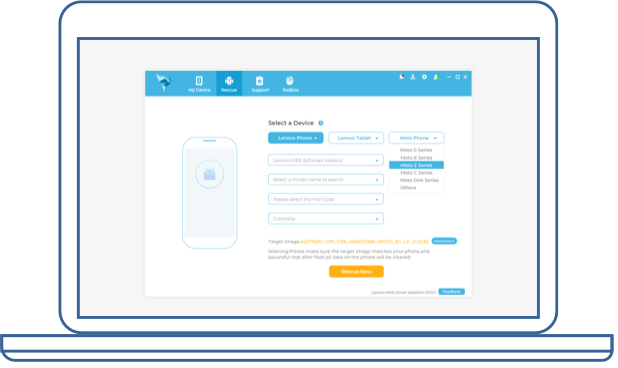 My Device Rescue Support Toolbox
Select a Device ?
Lenovo Phone Lenovo Tablet Moto Phone
Moto G Series
Moto E Series
Moto Z Series
Moto C Series
Moto One Series
Others
Lenovo VIBE B(Except Mexico)
Select a model name to search
Please select the HW Code
Colombia
Target Image:
Warning:Please make sure the target image matches your phone,and
becareful that after flash,all data on the phone will be cleared!
Rescue Now
Lenovo Moto Smart Assistant
Feedback